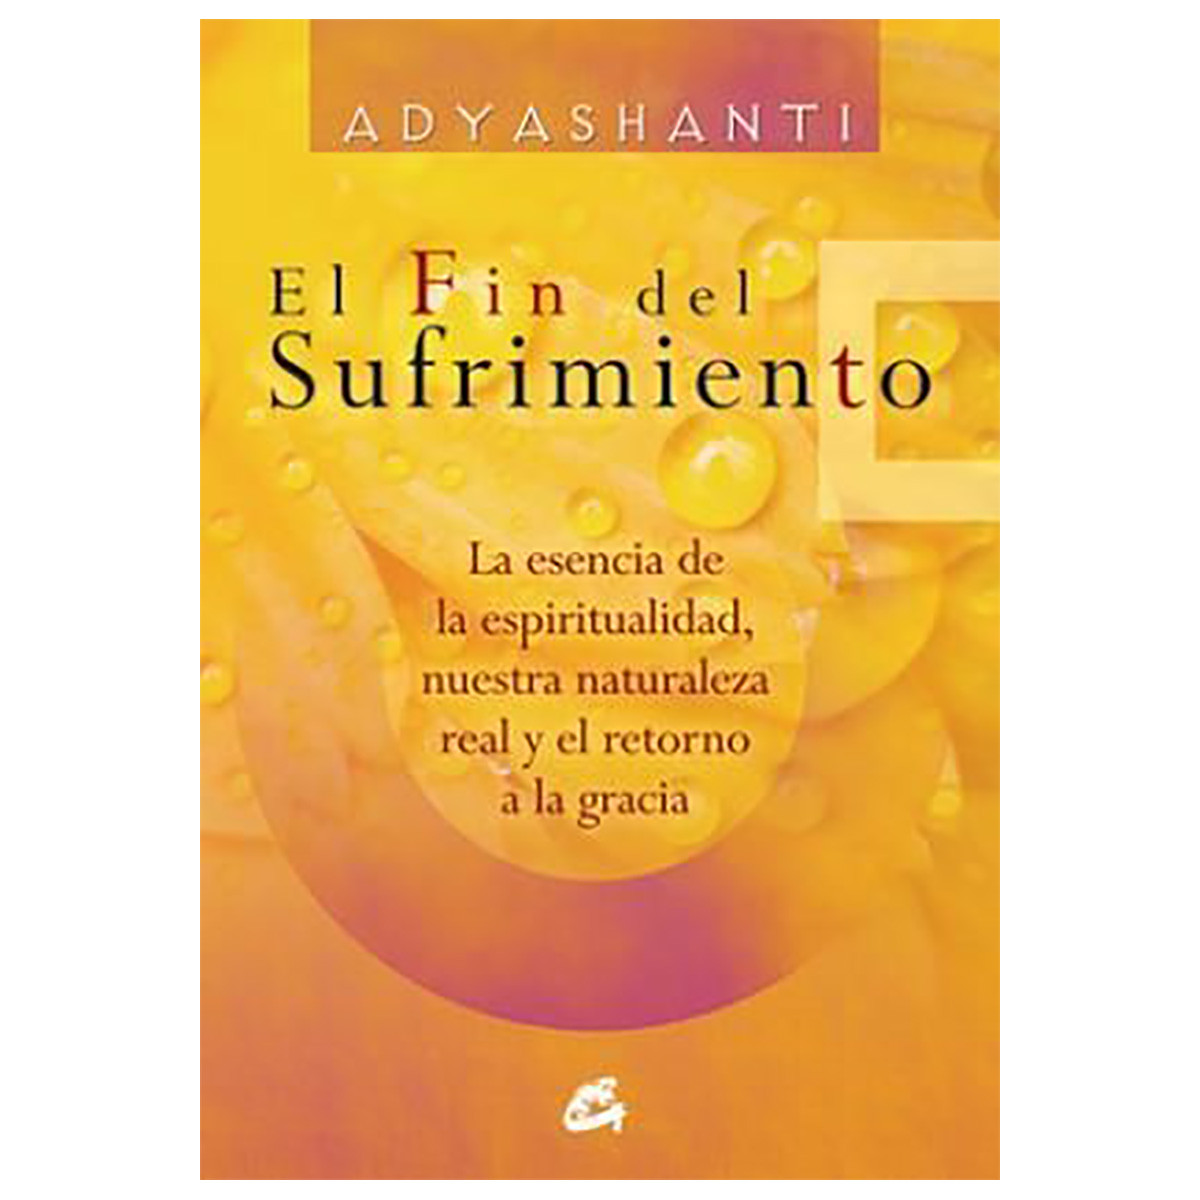 ADYASHANTI
El Fin del
Sufrimiento
La esencia de
la espiritualidad,
nuestra naturaleza
real y el retorno
a la gracia